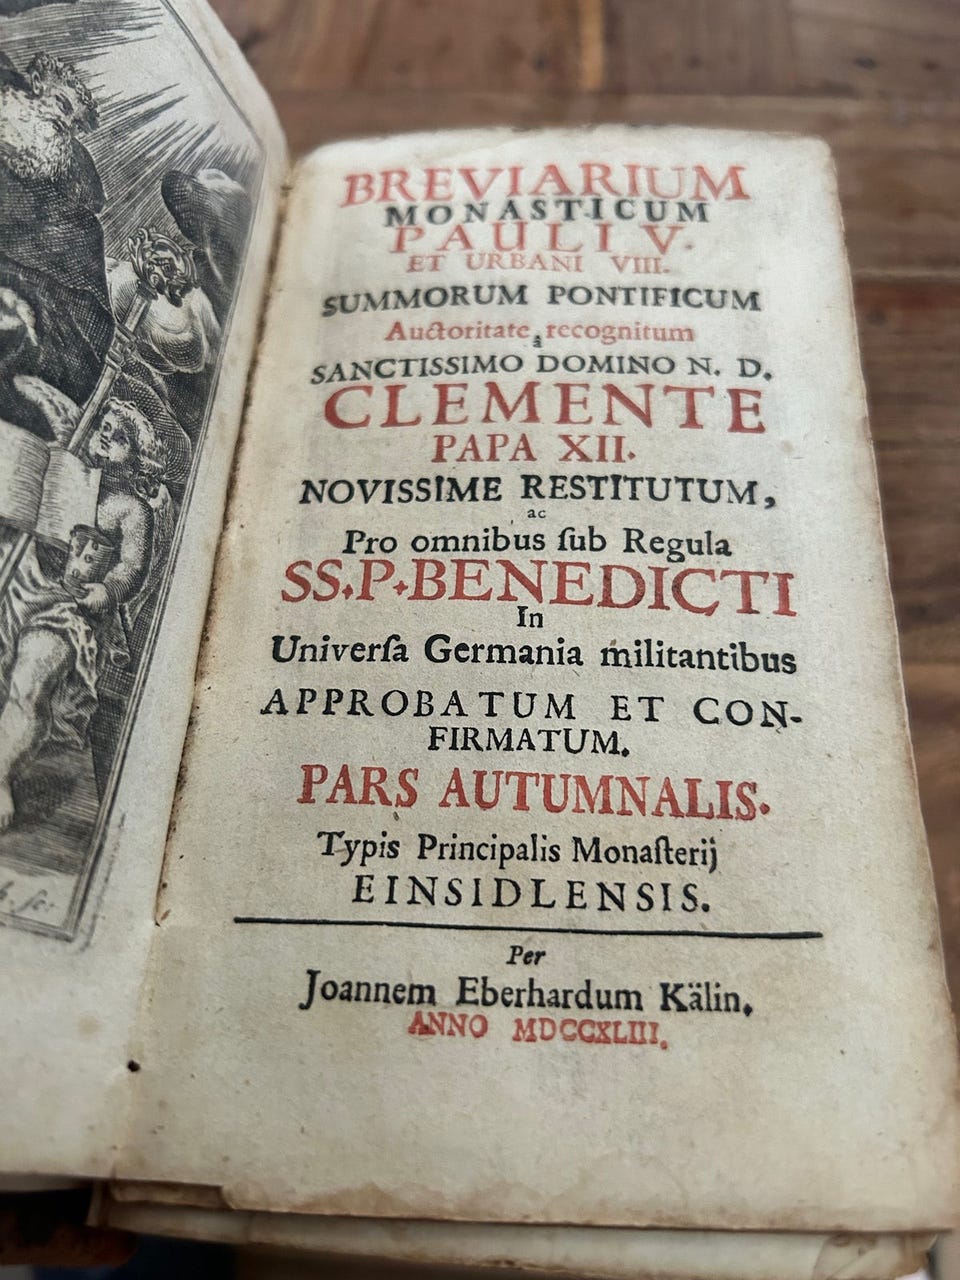 BREVIARIUM
MONASTICUM
PAULI V.
ET URBANI VIII.
SUMMORUM PONTIFICUM
Auctoritate recognitum
a
SANCTISSIMO DOMINO N. D.
CLEMENTE
PAPA XII.
NOVISSIME RESTITUTUM,
ac
Pro omnibus ſub Regula
SS. P. BENEDICTI
In
Univerſa Germania militantibus
APPROBATUM ET CON-
FIRMATUM.
PARS AUTUMNALIS.
Typis Principalis Monaſterij
EINSIDLENSIS.
Per
Joannem Eberhardum Kälin.
ANNO MDCCXLIII.
ſc: